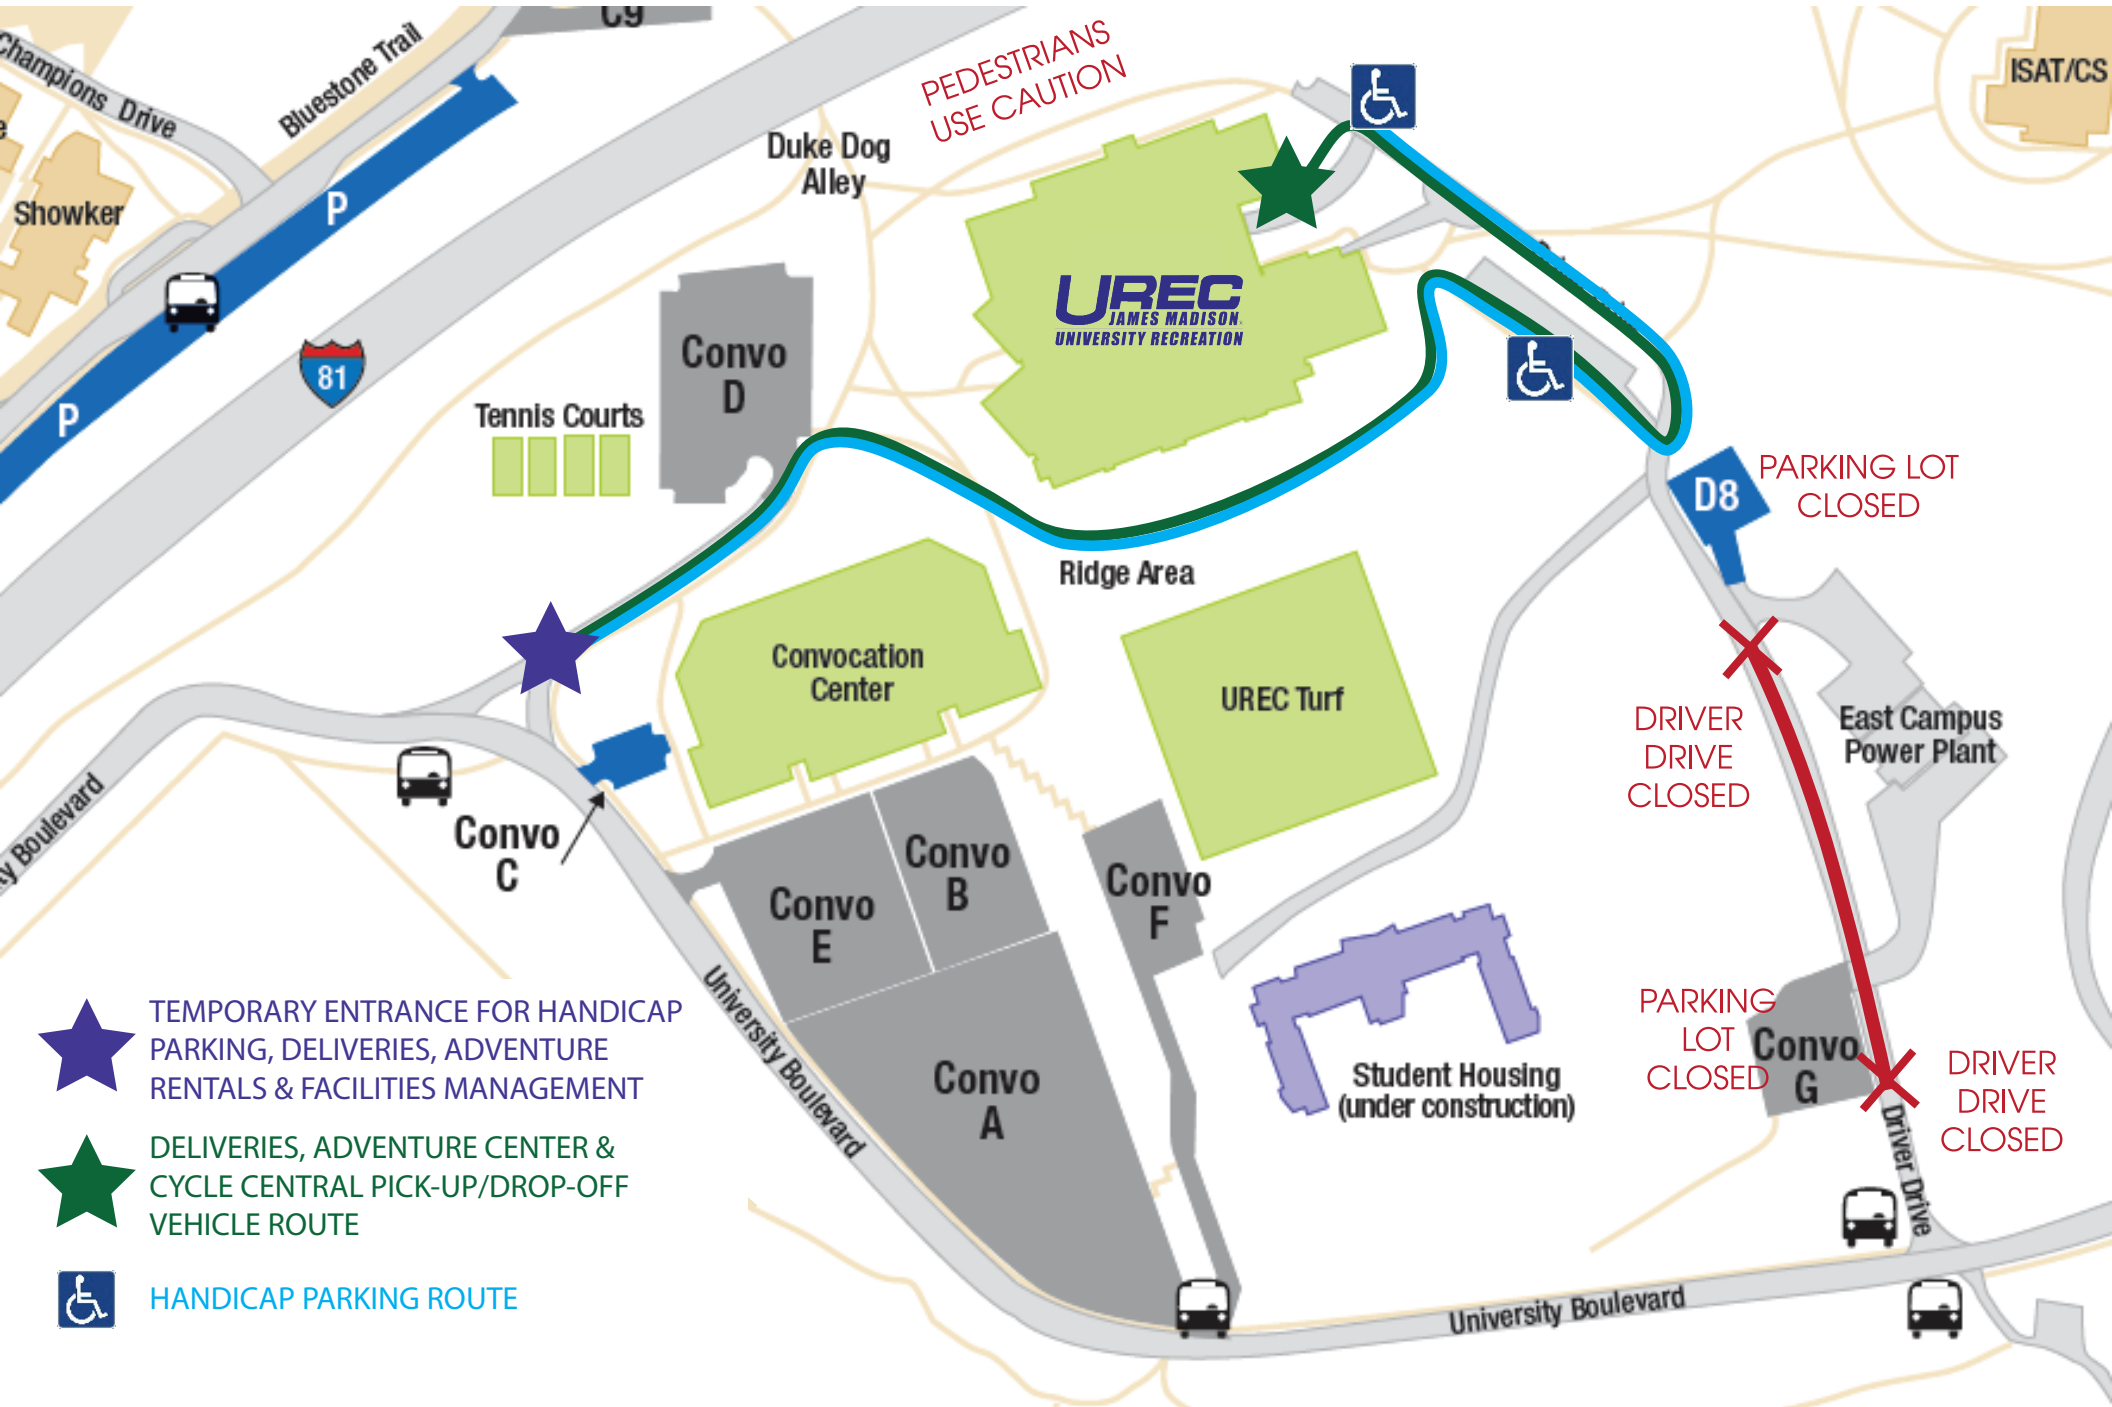 C9
Champions Drive
Bluestone Trail
PEDESTRIANS
USE CAUTION
ISAT/CS
Duke Dog
Alley
Showker
P
UREC
JAMES MADISON
UNIVERSITY RECREATION
Convo
D
81
P
Tennis Courts
D8
PARKING LOT
CLOSED
Ridge Area
Convocation
Center
UREC Turf
DRIVER
DRIVE
CLOSED
East Campus
Power Plant
Boulevard
Convo
C
Convo
B
Convo
E
Convo
F
University Boulevard
Convo
A
Student Housing
(under construction)
PARKING
LOT
CLOSED
Convo
G
DRIVER
DRIVE
CLOSED
Driver Drive
University Boulevard
TEMPORARY ENTRANCE FOR HANDICAP
PARKING, DELIVERIES, ADVENTURE
RENTALS & FACILITIES MANAGEMENT
DELIVERIES, ADVENTURE CENTER &
CYCLE CENTRAL PICK-UP/DROP-OFF
VEHICLE ROUTE
HANDICAP PARKING ROUTE